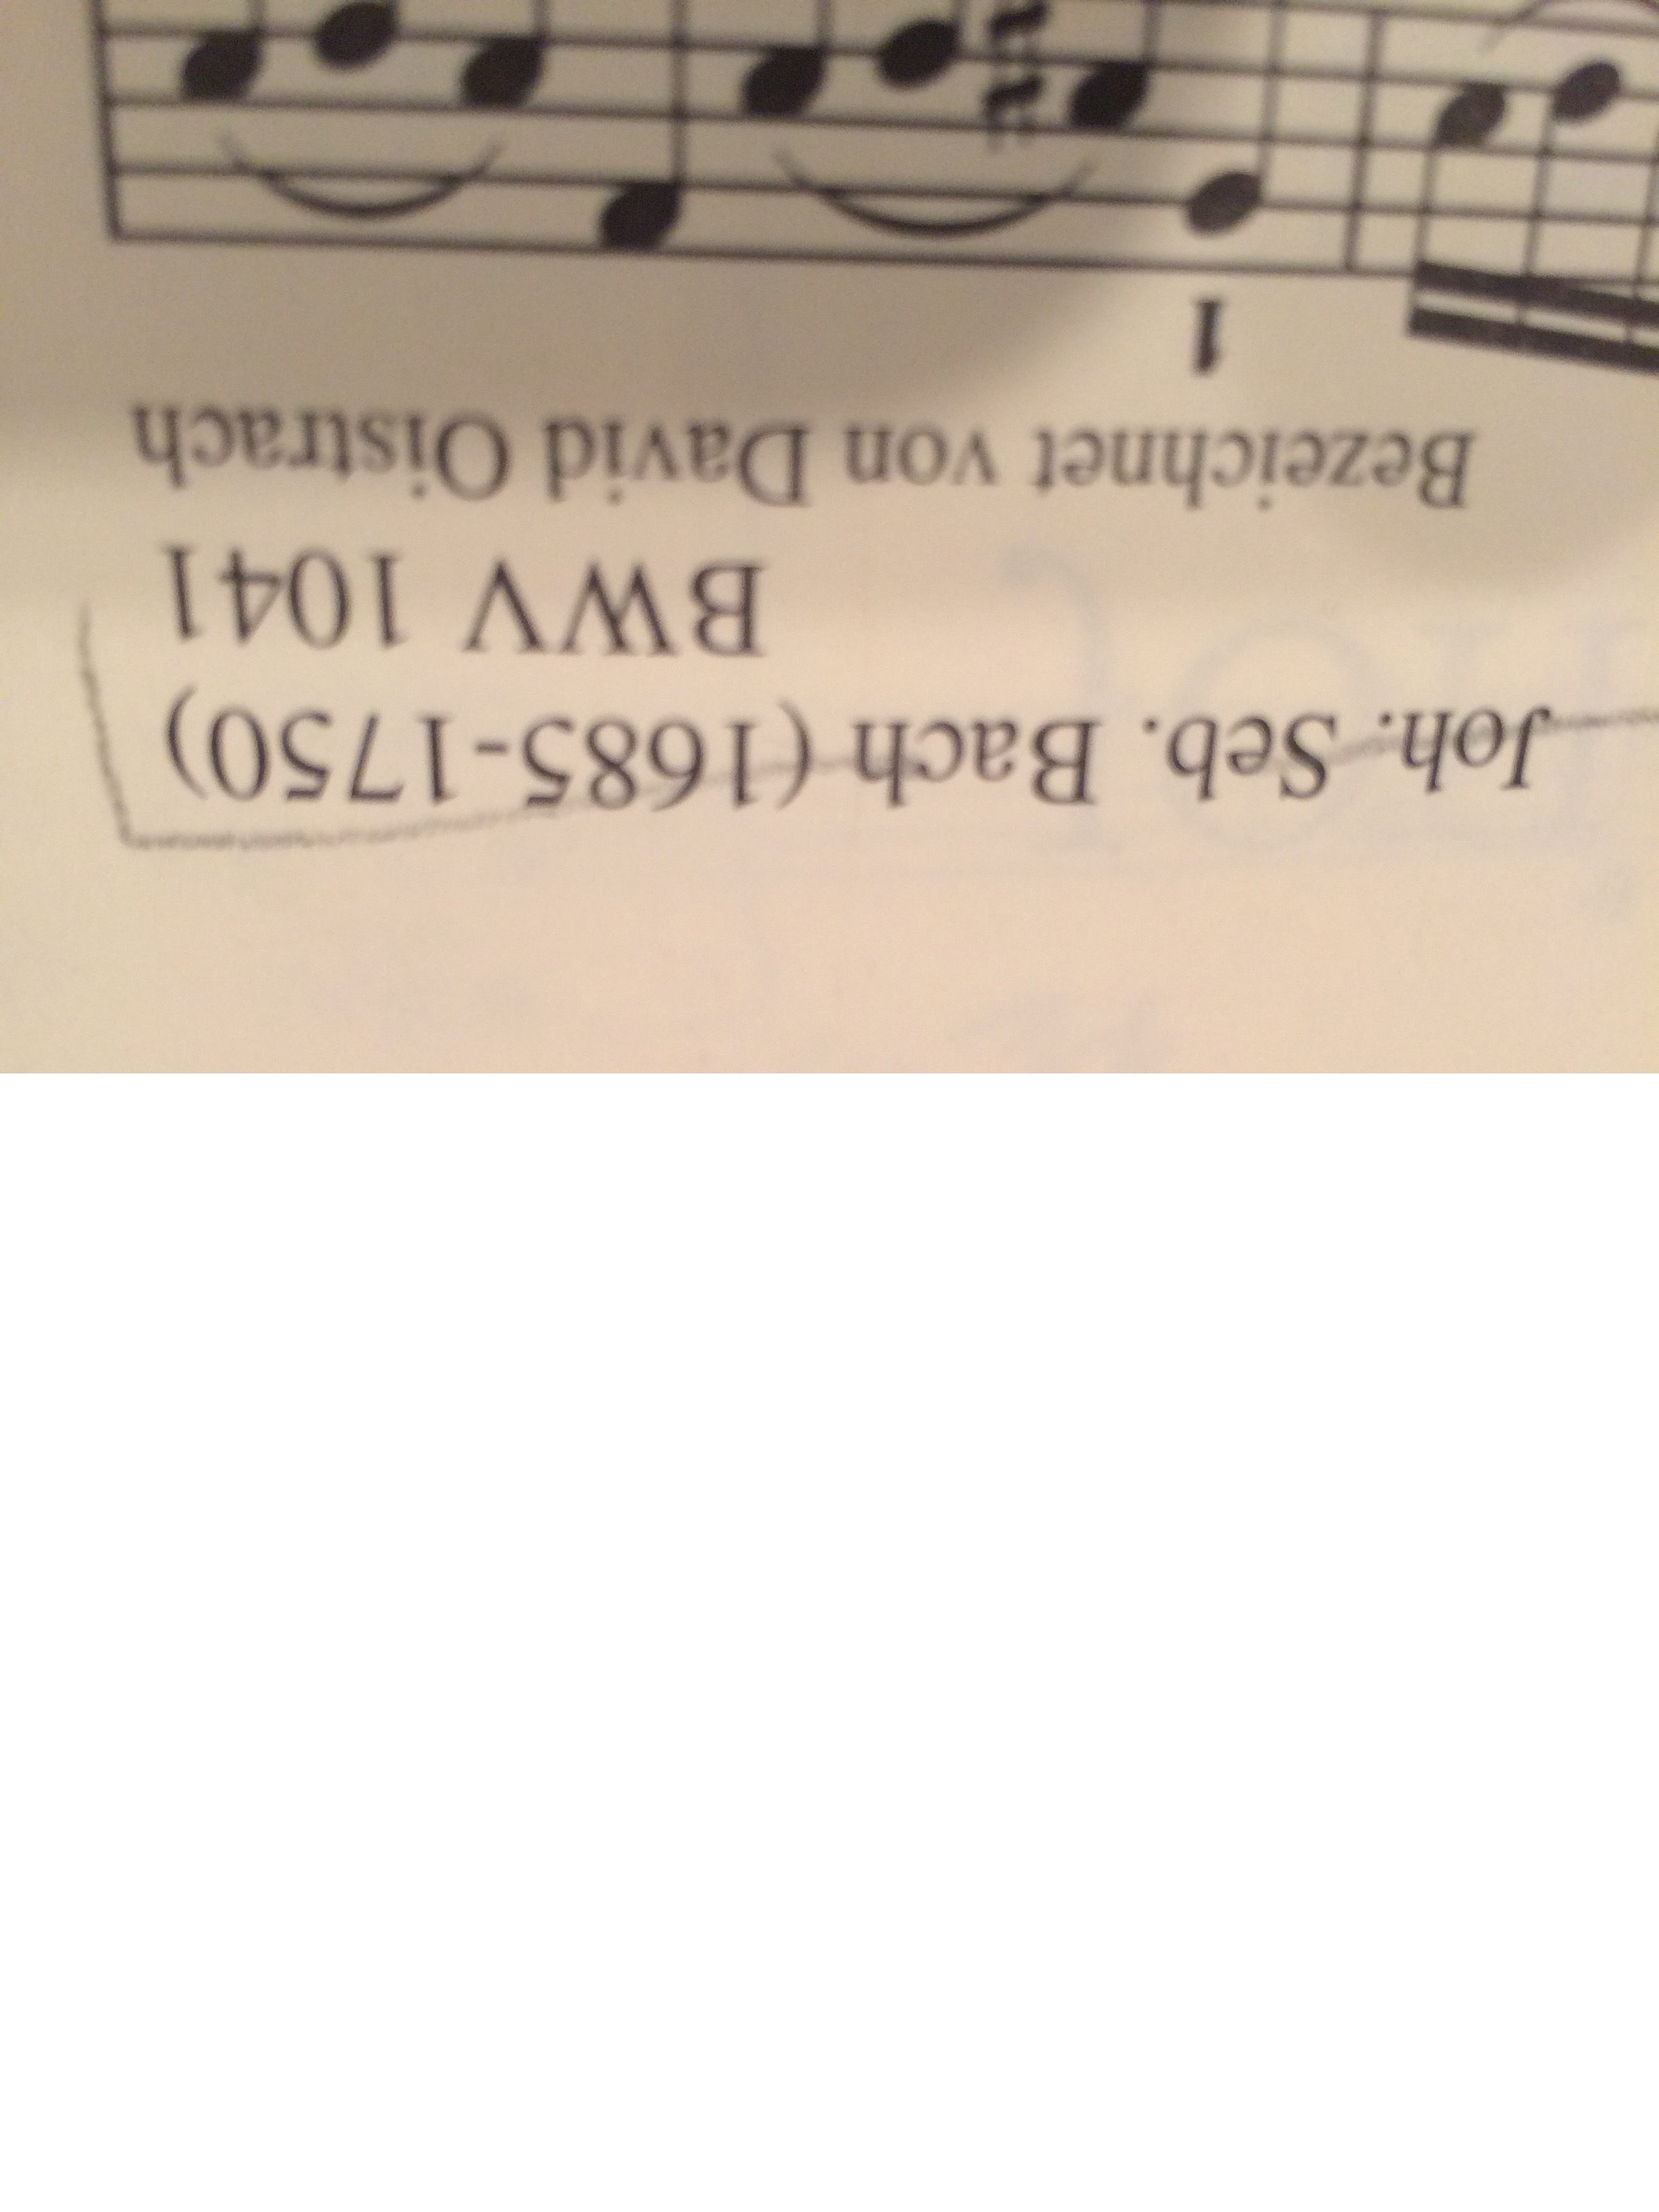 Joh. Seb. Bach (1685-1750)
BWV 1041
Bezeichnet von David Oistrach
1